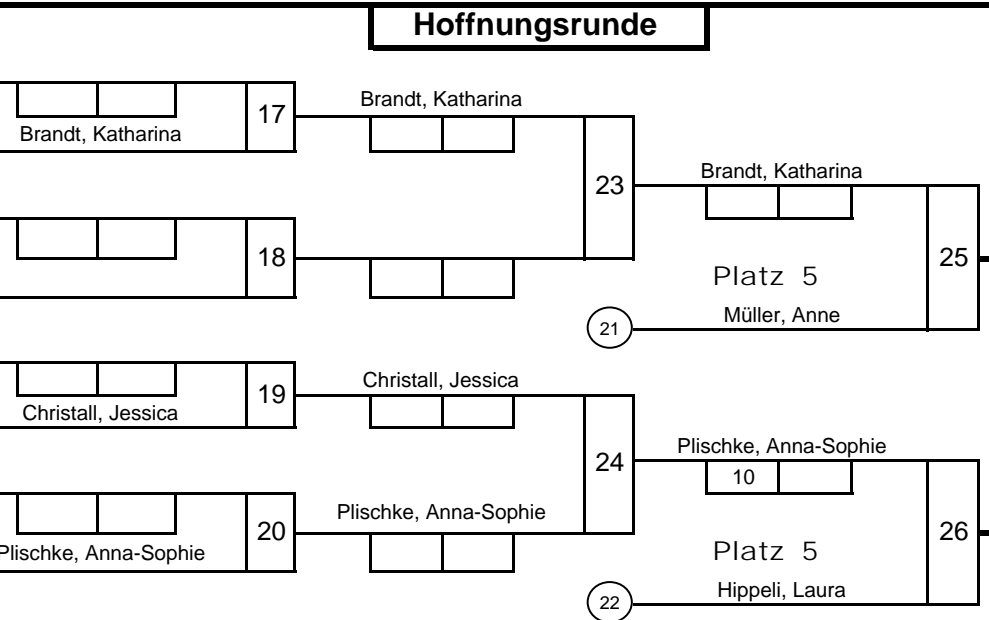 Hoffnungsrunde
Brandt, Katharina
17
Brandt, Katharina
23
Brandt, Katharina
18
25
Platz 5
Müller, Anne
21
Christall, Jessica
19
Christall, Jessica
24
Plischke, Anna-Sophie
10
Plischke, Anna-Sophie
20
Plischke, Anna-Sophie
26
Platz 5
Hippeli, Laura
22